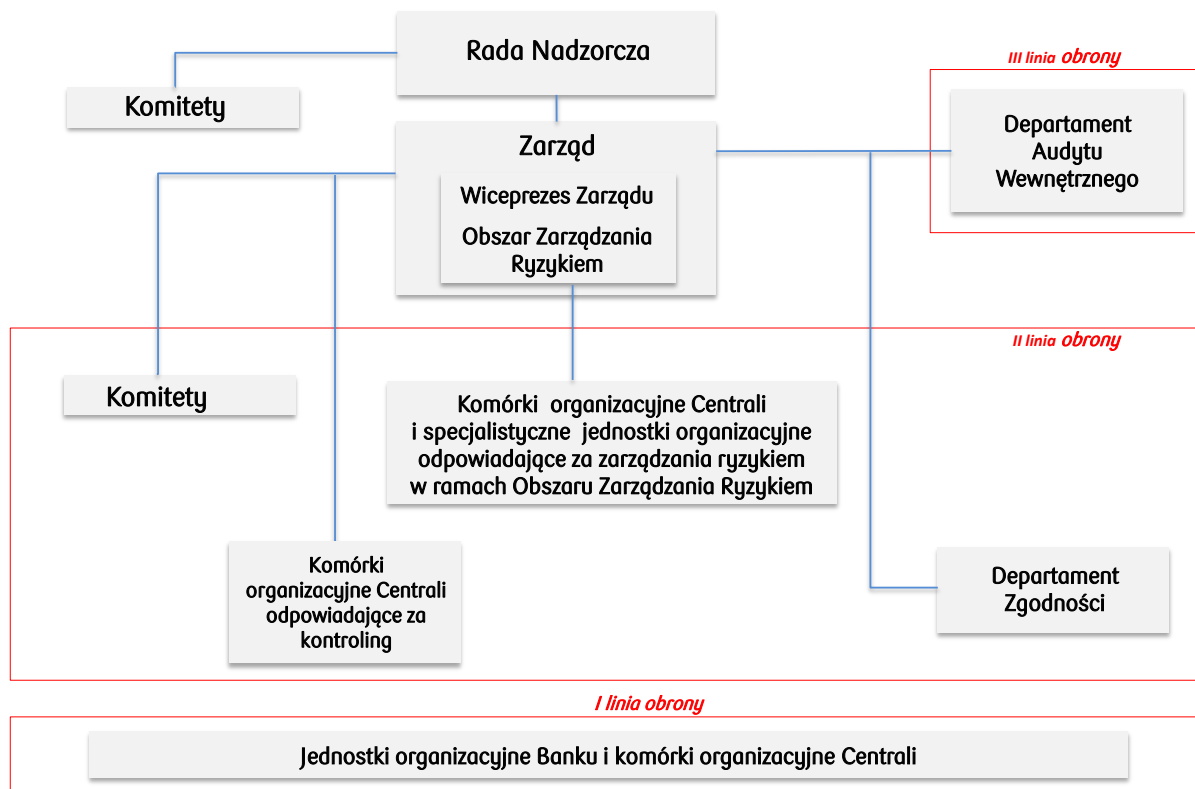 Rada Nadzorcza
III linia obrony
Komitety
Departament
Audytu
Wewnętrznego
Zarząd
Wiceprezes Zarządu
Obszar Zarządzania
Ryzykiem
II linia obrony
Komitety
Komórki organizacyjne Centrali
i specjalistyczne jednostki organizacyjne
odpowiadające za zarządzania ryzykiem
w ramach Obszaru Zarządzania Ryzykiem
Komórki
organizacyjne Centrali
odpowiadające za
kontroling
Departament
Zgodności
I linia obrony
Jednostki organizacyjne Banku i komórki organizacyjne Centrali